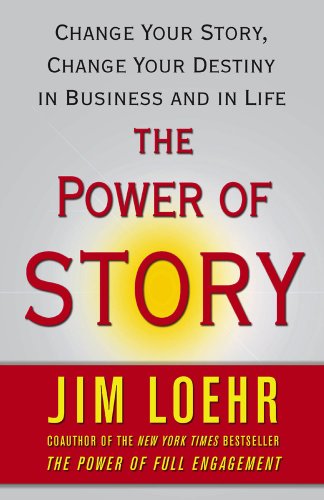 Change Your Story,
Change Your Destiny
in Business and in Life
The
Power of
Story
JIM LOEHR
COAUTHOR OF THE NEW YORK TIMES BESTSELLER
THE POWER OF FULL ENGAGEMENT